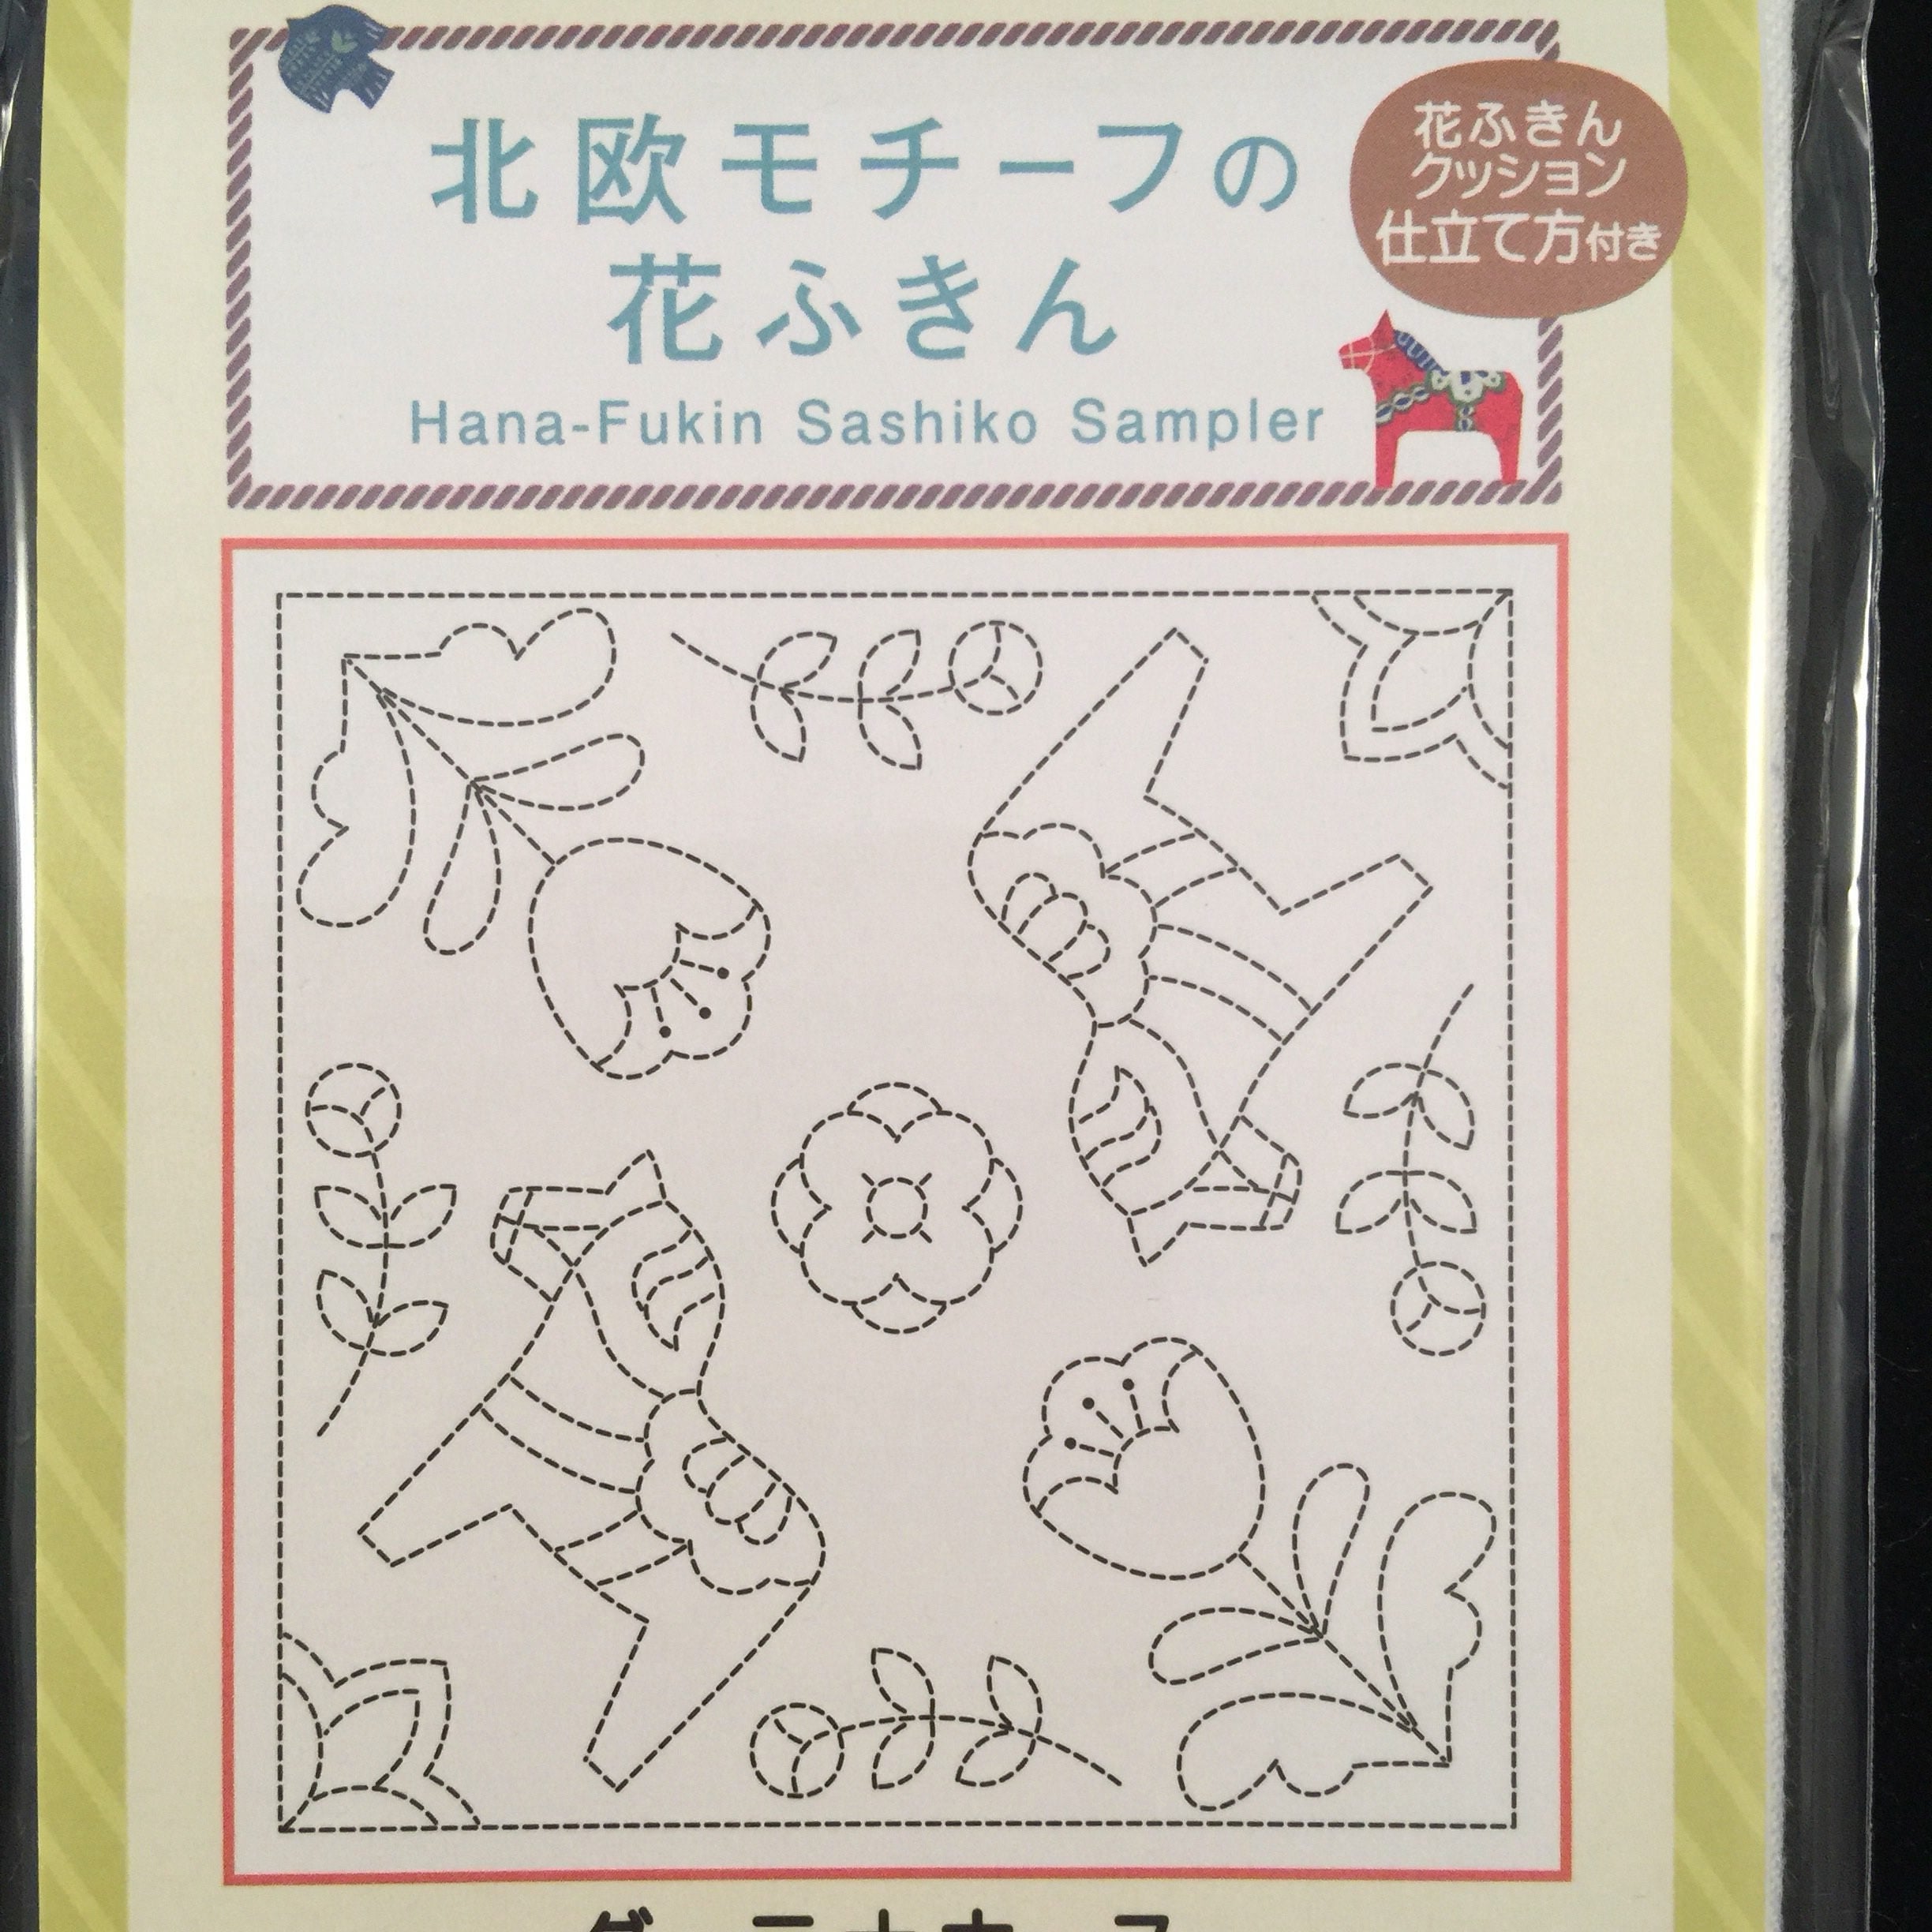 北欧モチーフの
花ふきん
Hana-Fukin Sashiko Sampler
花ふきん
クッション
仕立て方付き